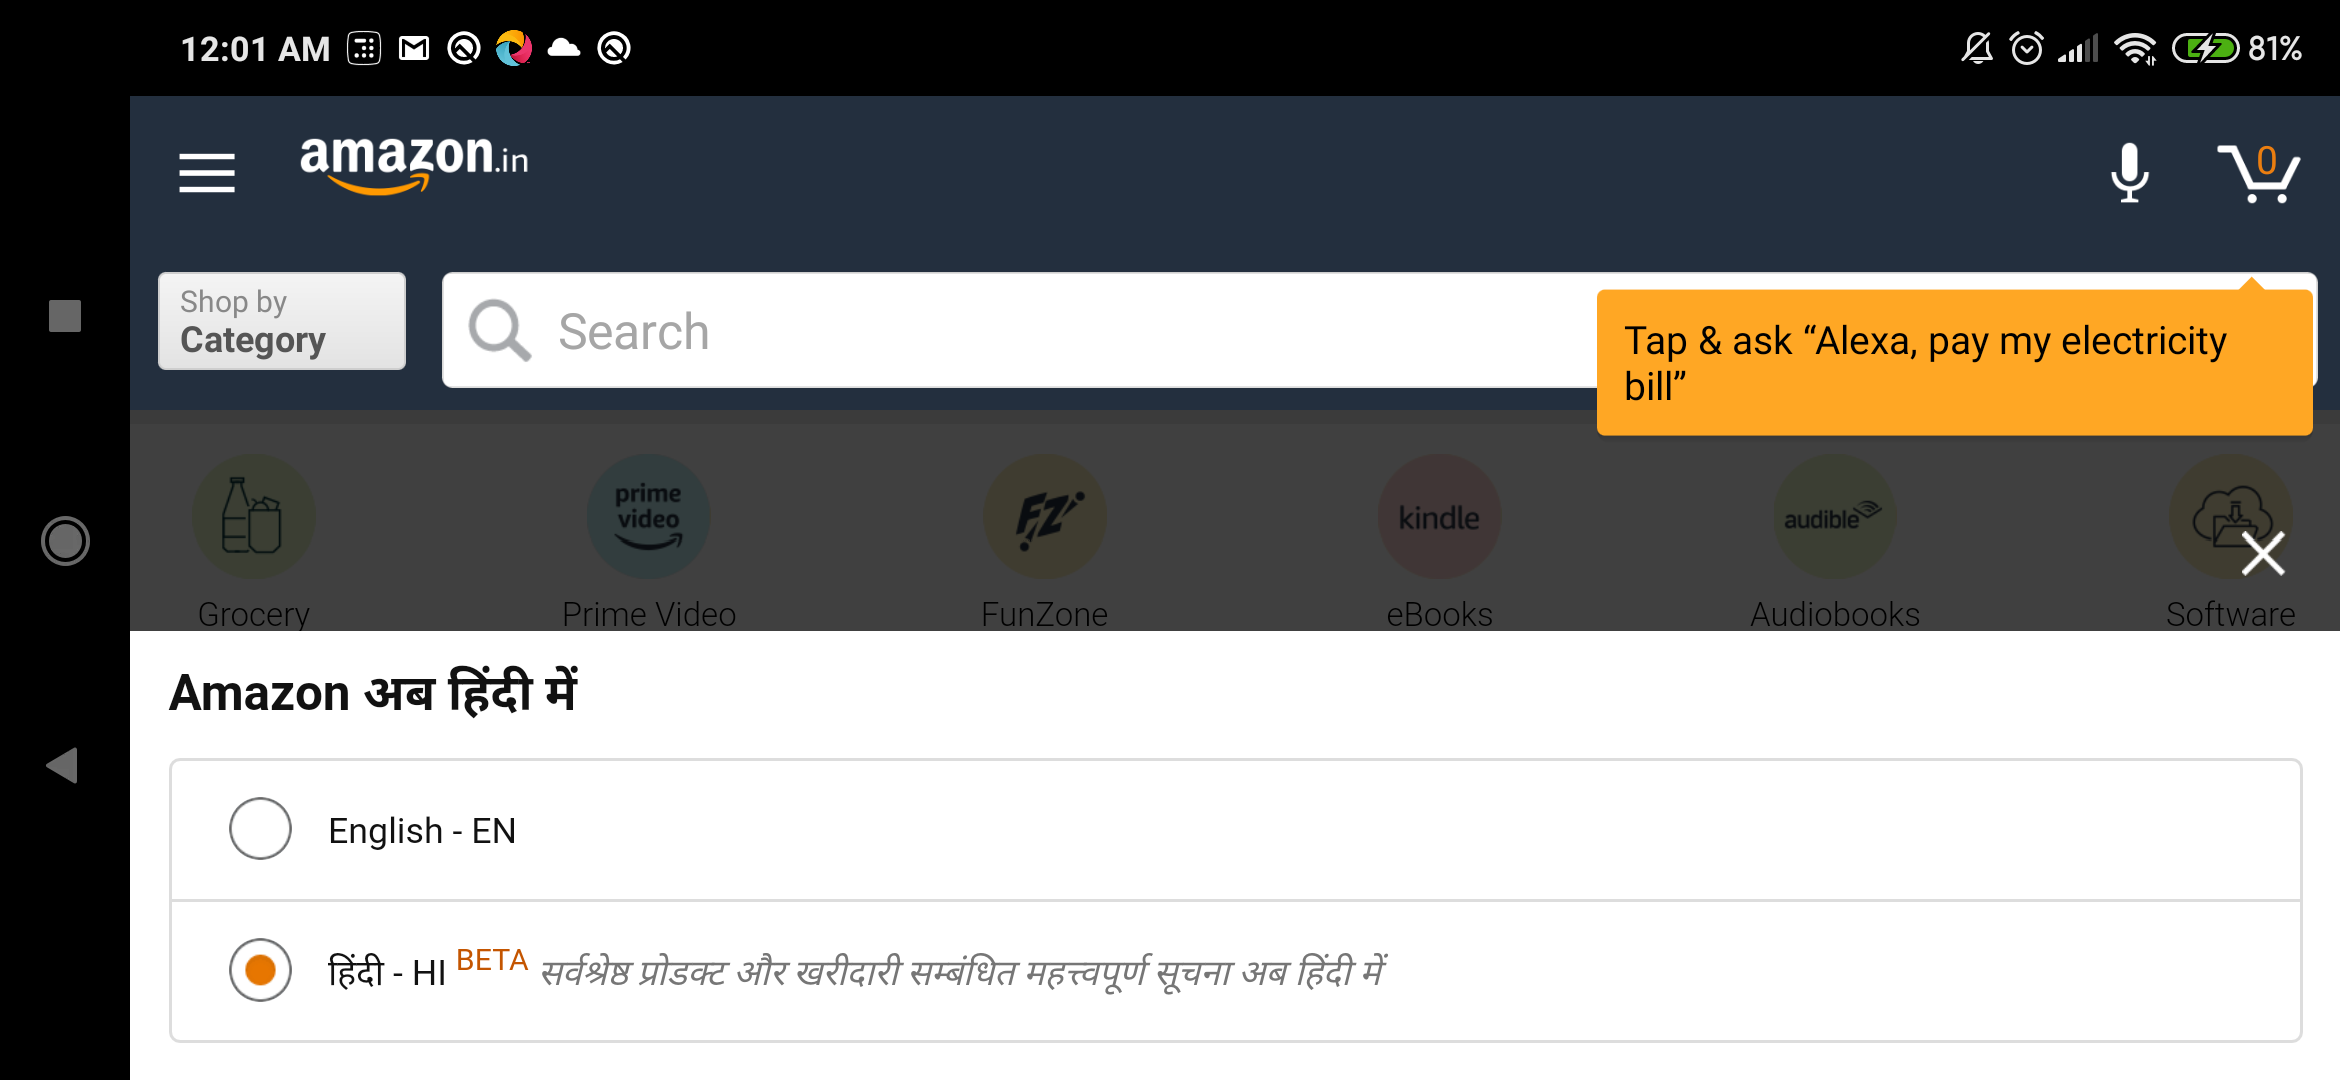 12:01 AM
81%
amazon.in
0
Shop by
Category
Search
Tap & ask “Alexa, pay my electricity
bill”
prime
video
FZ
kindle
audible
Grocery
Prime Video
FunZone
eBooks
Audiobooks
Software
Amazon अब हिंदी में
English - EN
हिंदी - HI BETA सर्वश्रेष्ठ प्रोडक्ट और खरीदारी सम्बंधित महत्त्वपूर्ण सूचना अब हिंदी में